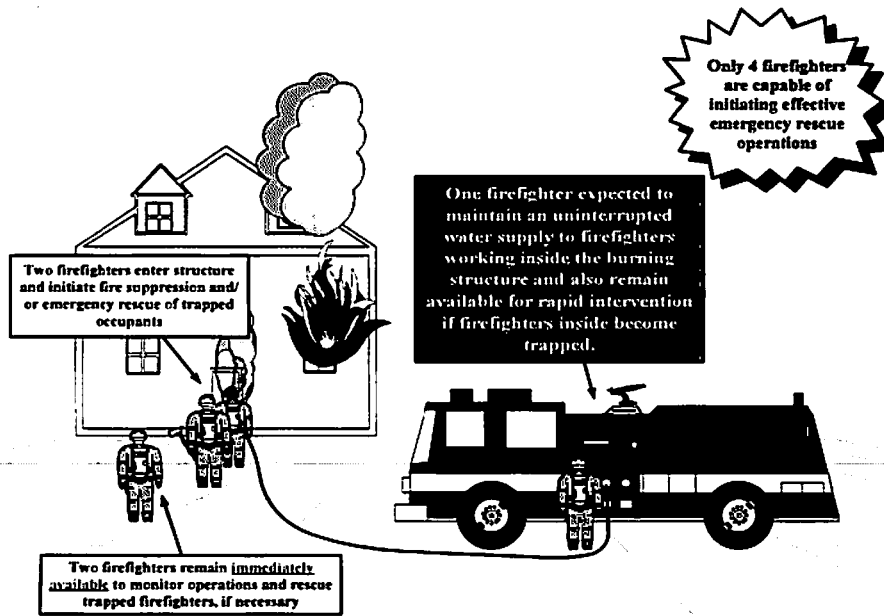 Only 4 firefighters
are capable of
initiating effective
emergency rescue
operations
One firefighter expected to
maintain an uninterrupted
water supply to firefighters
working inside the burning
structure and also remain
available for rapid intervention
if firefighters inside become
trapped.
Two firefighters enter structure
and initiate fire suppression and/
or emergency rescue of trapped
occupants
Two firefighters remain immediately
available to monitor operations and rescue
trapped firefighters, if necessary